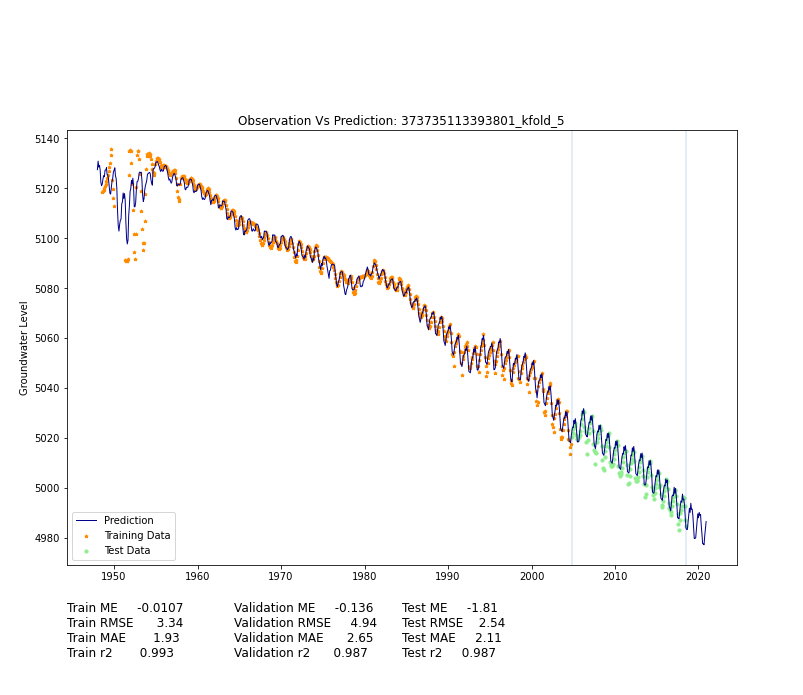 Observation Vs Prediction: 373735113393801_kfold_5
5140
5120
5100
5080
5060
5040
5020
5000
4980
Groundwater Level
Prediction
Training Data
Test Data
1950 1960 1970 1980 1990 2000 2010 2020
Train ME -0.0107 Validation ME -0.136 Test ME -1.81
Train RMSE 3.34 Validation RMSE 4.94 Test RMSE 2.54
Train MAE 1.93 Validation MAE 2.65 Test MAE 2.11
Train r2 0.993 Validation r2 0.987 Test r2 0.987